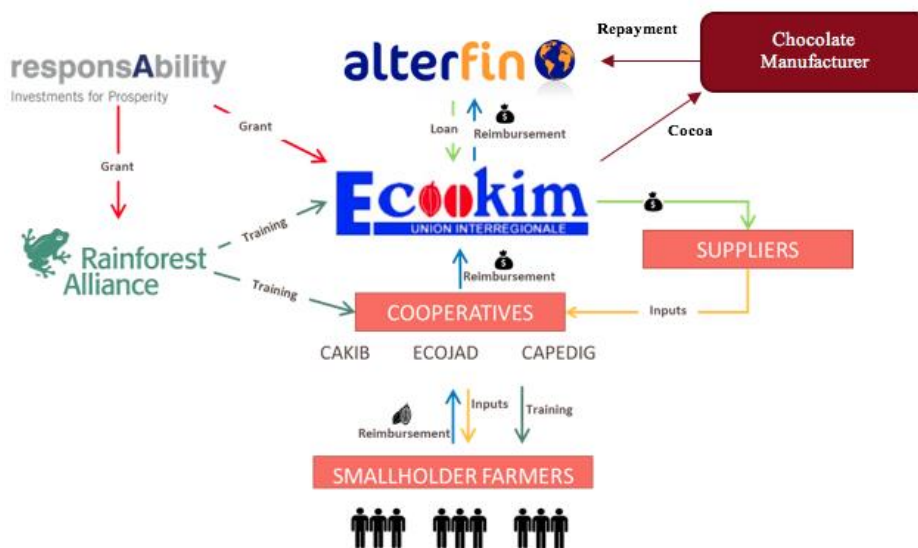 responsAbility
Investments for Prosperity
alterfin
Repayment
Chocolate
Manufacturer
Grant
Loan
$
Reimbursement
Cocoa
Grant
Ecookim
UNION INTERREGIONALE
$
Training
Rainforest
Alliance
SUPPLIERS
Training
$
Reimbursement
COOPERATIVES
Inputs
CAKIB ECOJAD CAPEDIG
Inputs
Training
Reimbursement
SMALLHOLDER FARMERS